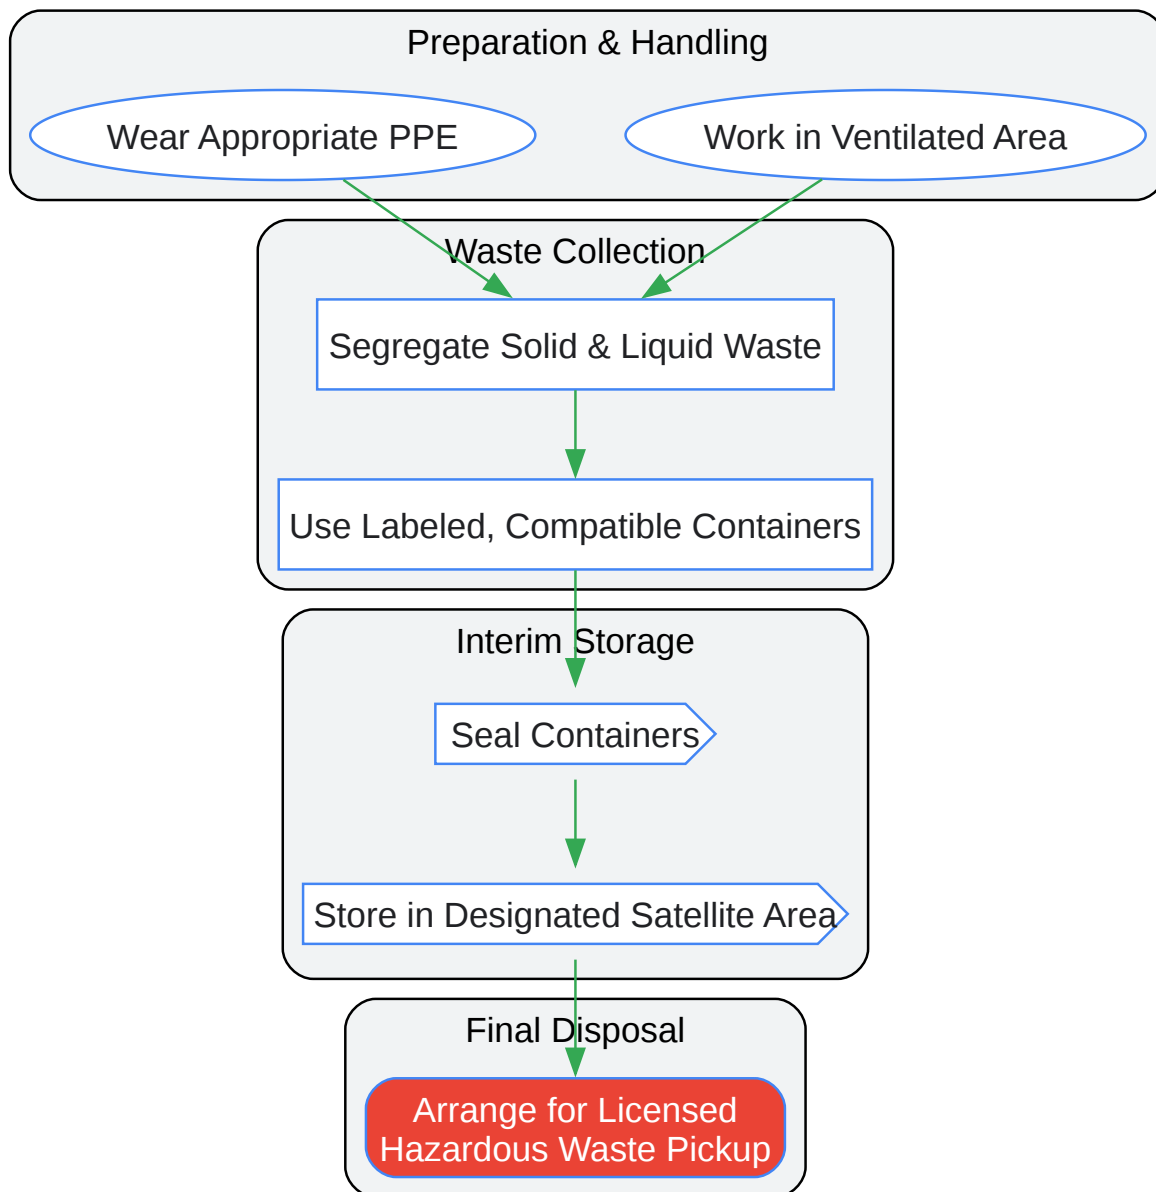 Preparation & Handling
Wear Appropriate PPE
Work in Ventilated Area
Waste Collection
Segregate Solid & Liquid Waste
Use Labeled, Compatible Containers
Interim Storage
Seal Containers
Store in Designated Satellite Area
Final Disposal
Arrange for Licensed
Hazardous Waste Pickup